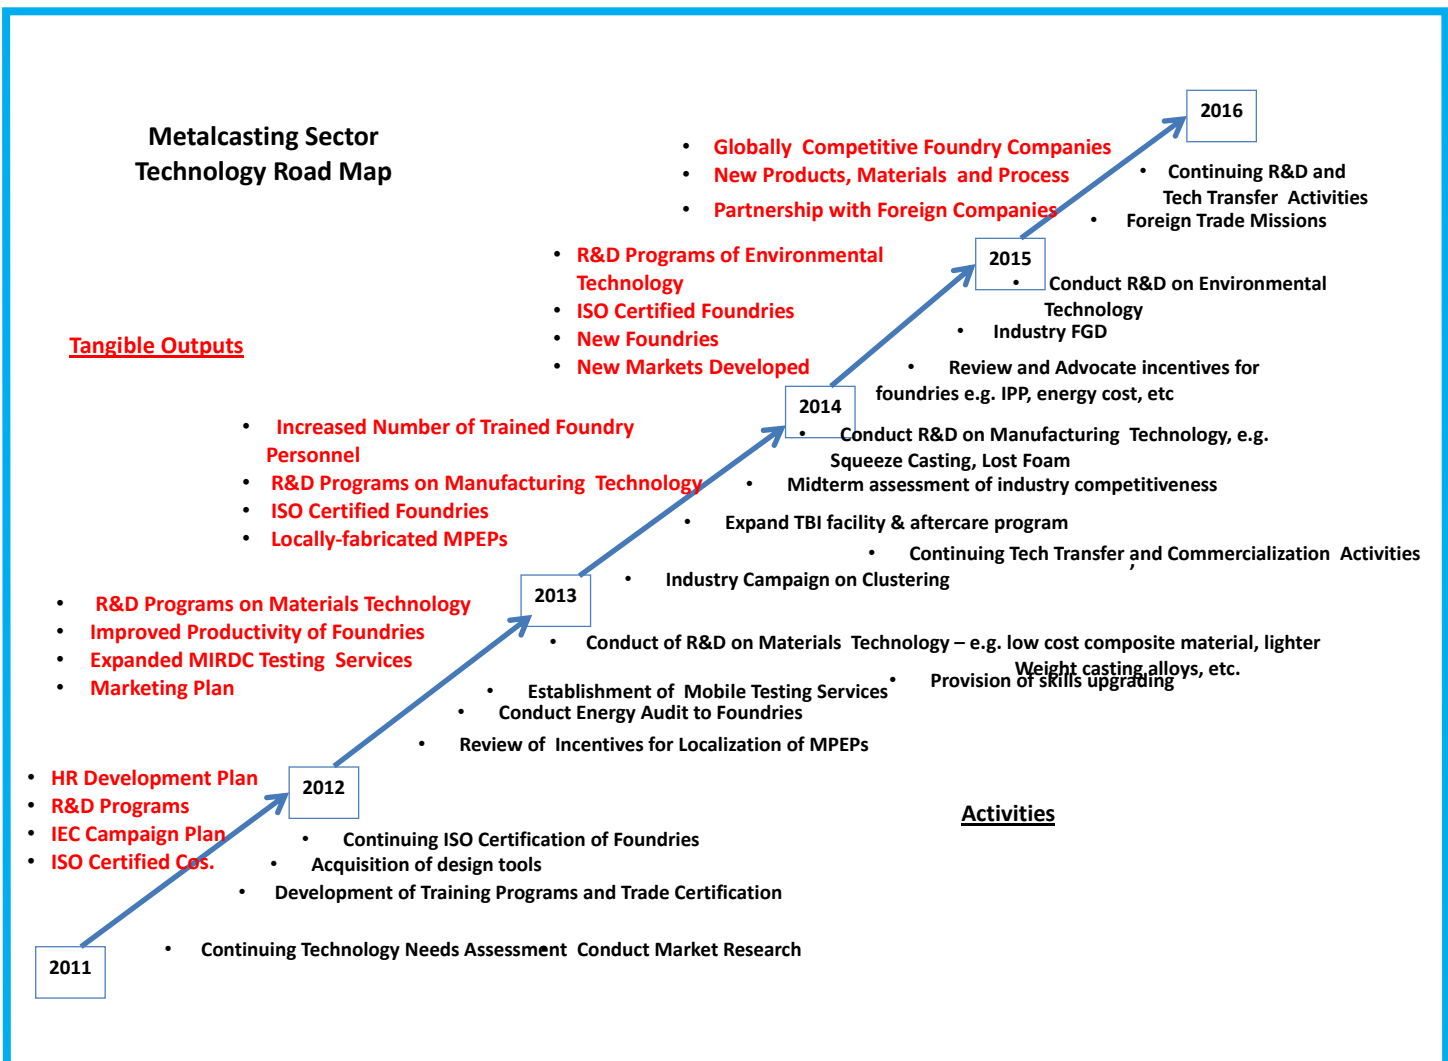 Metalcasting Sector
Technology Road Map
2016
• Globally Competitive Foundry Companies
• New Products, Materials and Process
• Partnership with Foreign Companies
• Continuing R&D and
Tech Transfer Activities
• Foreign Trade Missions
2015
• R&D Programs of Environmental
Technology
• ISO Certified Foundries
• New Foundries
• New Markets Developed
• Conduct R&D on Environmental
Technology
• Industry FGD
• Review and Advocate incentives for
foundries e.g. IPP, energy cost, etc
Tangible Outputs
2014
• Increased Number of Trained Foundry
Personnel
• R&D Programs on Manufacturing Technology
• ISO Certified Foundries
• Locally-fabricated MPEPs
• Conduct R&D on Manufacturing Technology, e.g.
Squeeze Casting, Lost Foam
• Midterm assessment of industry competitiveness
• Expand TBI facility & aftercare program
• Continuing Tech Transfer and Commercialization Activities
,
• Industry Campaign on Clustering
2013
• R&D Programs on Materials Technology
• Improved Productivity of Foundries
• Expanded MIRDC Testing Services
• Marketing Plan
• Conduct of R&D on Materials Technology – e.g. low cost composite material, lighter
Weight casting alloys, etc.
• Provision of skills upgrading
• Establishment of Mobile Testing Services
• Conduct Energy Audit to Foundries
• Review of Incentives for Localization of MPEPs
2012
• HR Development Plan
• R&D Programs
• IEC Campaign Plan
• ISO Certified Cos.
Activities
• Continuing ISO Certification of Foundries
• Acquisition of design tools
• Development of Training Programs and Trade Certification
• Continuing Technology Needs Assessment
• Conduct Market Research
2011